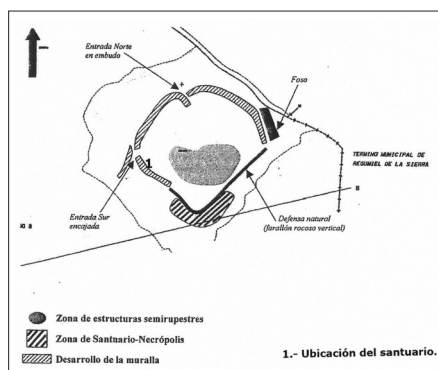 Entrada Norte
en embudo
Foso
TERMINO MUNICIPAL DE
REGUMIEL DE LA SIERRA
1
Entrada Sur
encajada
Defensa natural
(farallón rocoso vertical)
Zona de estructuras semirupestres
Zona de Santuario-Necrópolis
Desarrollo de la muralla
1.- Ubicación del santuario.